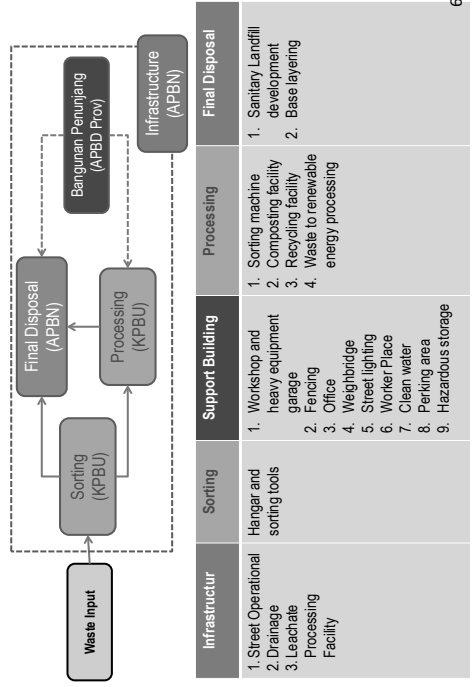 Waste Input
Sorting
(KPBU)
Final Disposal
(APBN)
Processing
(KPBU)
Bangunan Penunjang
(APBD Prov)
Infrastructure
(APBN)
Infrastructur
1. Street Operational
2. Drainage
3. Leachate
Processing
Facility
Sorting
Hangar and
sorting tools
Support Building
1. Workshop and
heavy equipment
garage
2. Fencing
3. Office
4. Weighbridge
5. Street lighting
6. Worker Place
7. Clean water
8. Perking area
9. Hazardous storage
Processing
1. Sorting machine
2. Composting facility
3. Recycling facility
4. Waste to renewable
energy processing
Final Disposal
1. Sanitary Landfill
development
2. Base layering
6